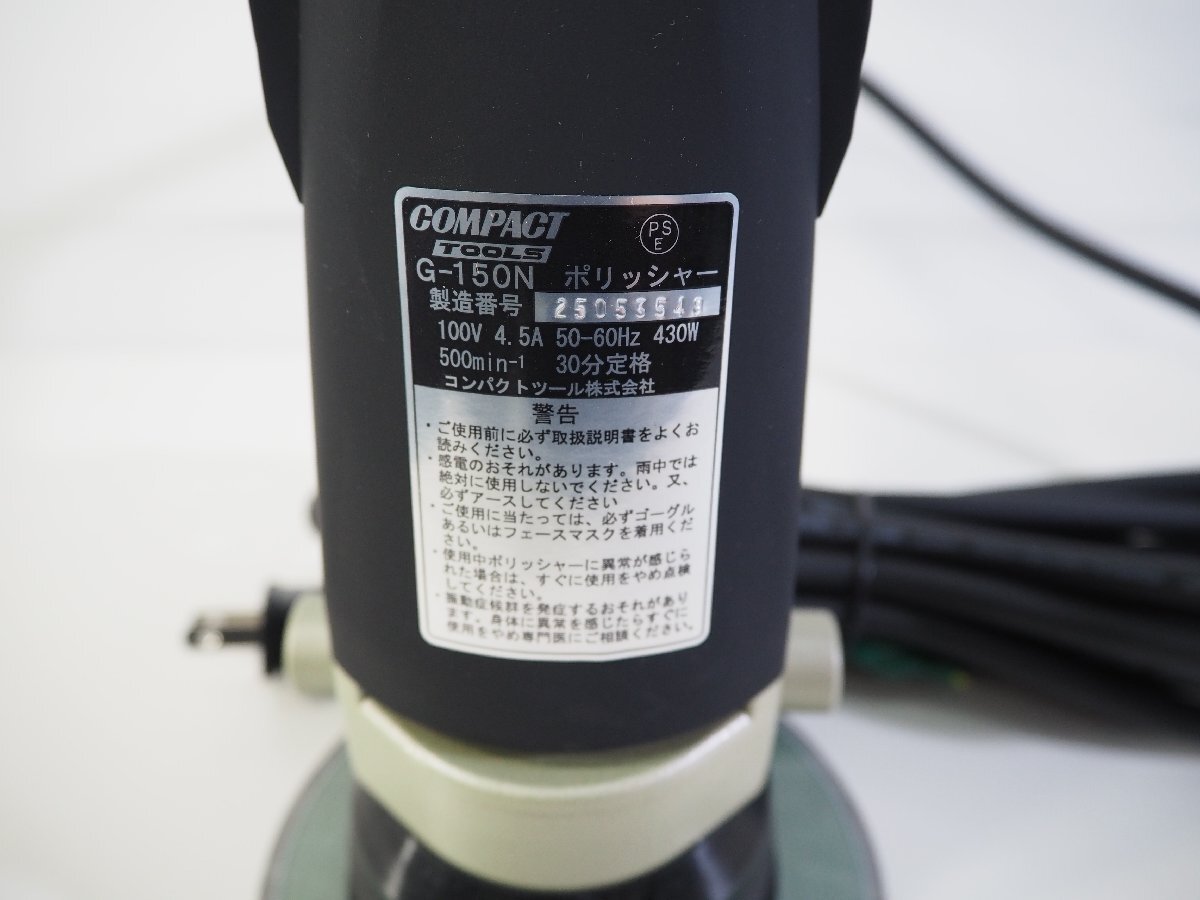 COMPACT
TOOLS
PS
E
G-150N ポリッシャー
製造番号 25053543
100V 4.5A 50-60Hz 430W
500min-1 30分定格
コンパクトツール株式会社
警告
・ご使用前に必ず取扱説明書をよくお
読みください。
・感電のおそれがあります。雨中では
絶対に使用しないでください。又、
必ずアースしてください
・ご使用に当たっては、必ずゴーグル
あるいはフェースマスクを着用くだ
さい。
・使用中ポリッシャーに異常が感じら
れた場合は、すぐに使用をやめ点検
してください。
・振動症候群を発症するおそれがあり
ます。身体に異常を感じたらすぐに
使用をやめ専門医にご相談ください。